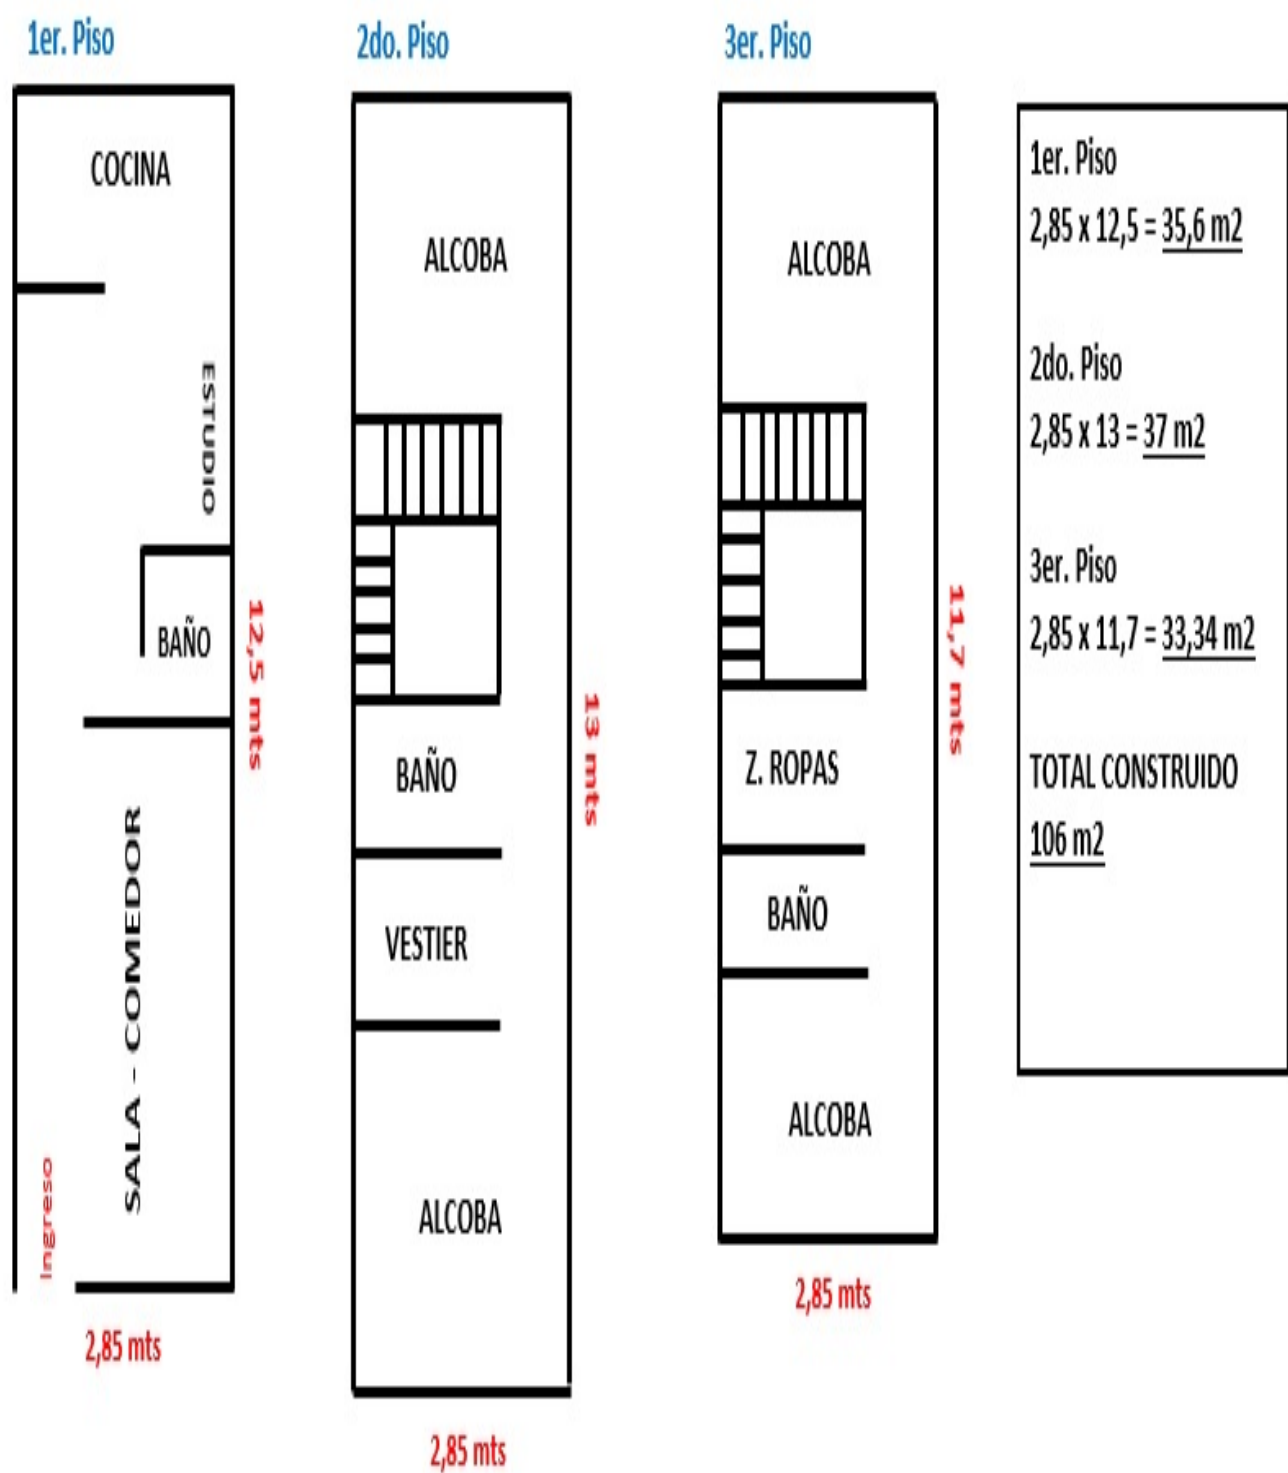 1er. Piso
COCINA
ESTUDIO
BAÑO
12,5 mts
SALA - COMEDOR
Ingreso
2,85 mts
2do. Piso
ALCOBA
BAÑO
VESTIER
ALCOBA
13 mts
2,85 mts
3er. Piso
ALCOBA
Z. ROPAS
BAÑO
ALCOBA
11,7 mts
2,85 mts
1er. Piso
2,85 x 12,5 = 35,6 m2
2do. Piso
2,85 x 13 = 37 m2
3er. Piso
2,85 x 11,7 = 33,34 m2
TOTAL CONSTRUIDO
106 m2